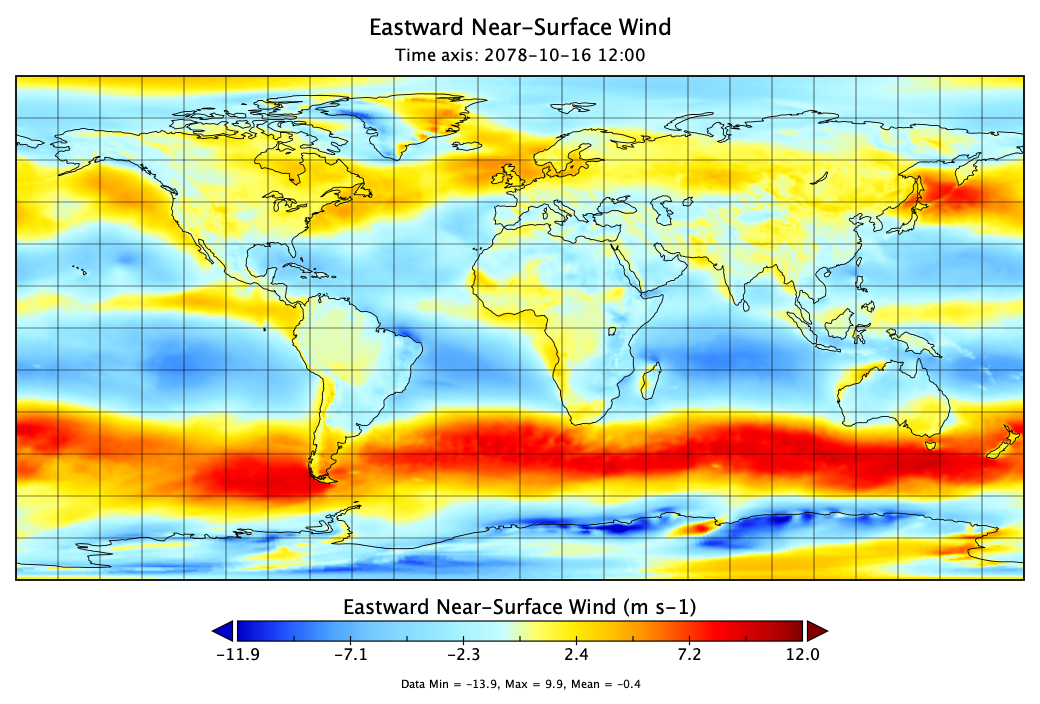 Eastward Near-Surface Wind
Time axis: 2078-10-16 12:00
Eastward Near-Surface Wind (m s-1)
-11.9 -7.1 -2.3 2.4 7.2 12.0
Data Min = -13.9, Max = 9.9, Mean = -0.4